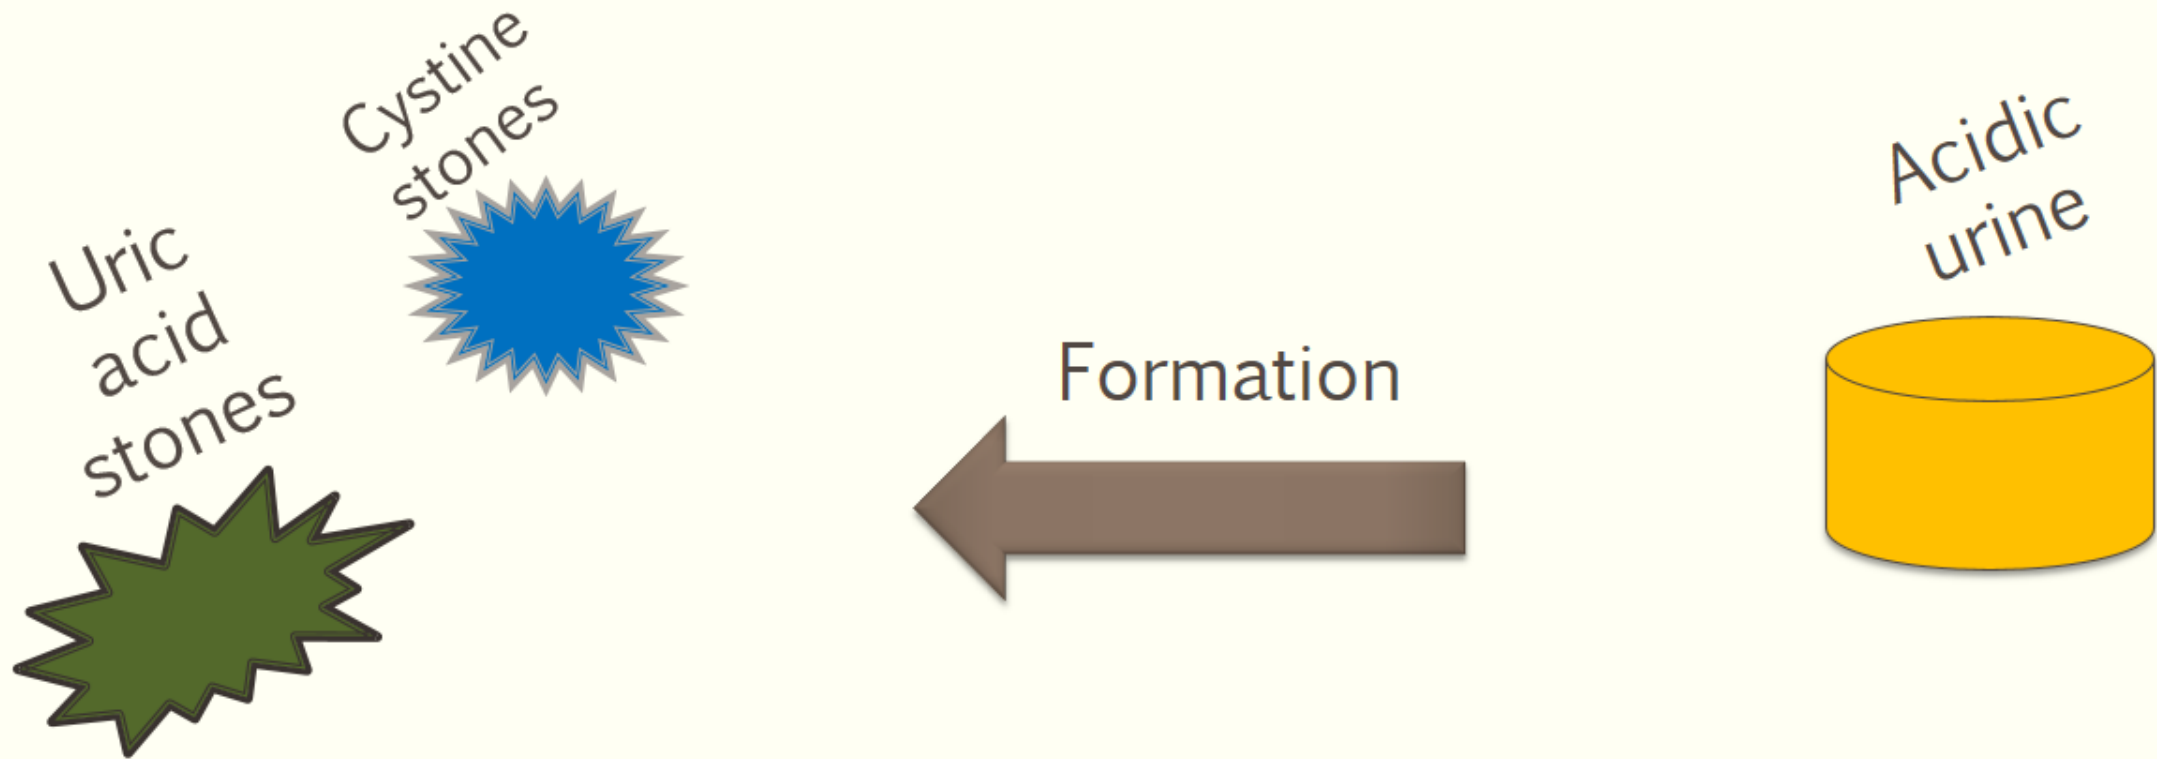 Cystine
stones
Uric
acid
stones
Formation
Acidic
urine